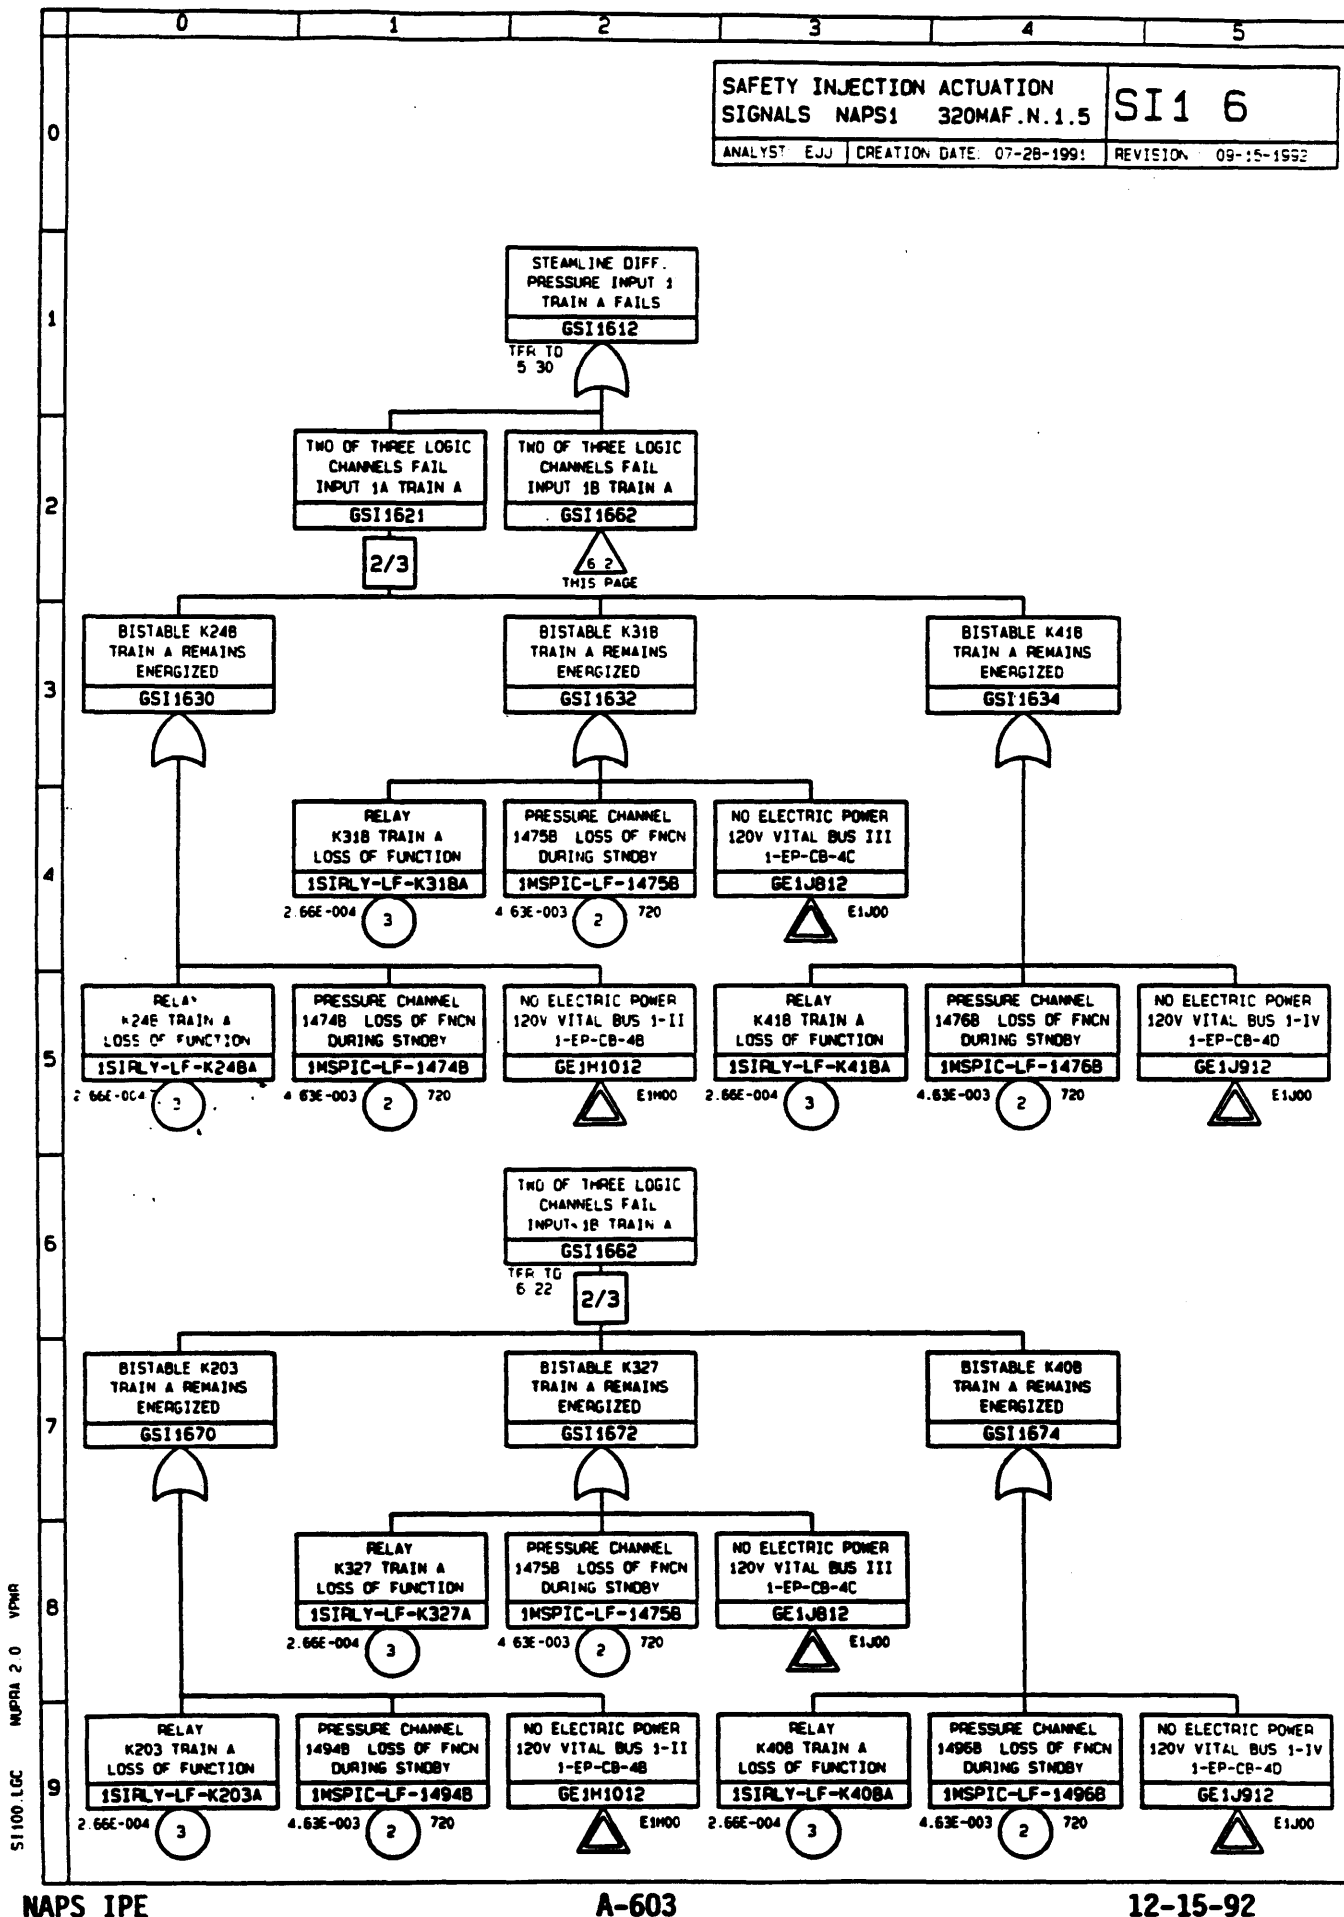 0 1 2 3 4 5
SAFETY INJECTION ACTUATION
SIGNALS NAPS1 320MAF.N.1.5
SI1 6
ANALYST EJJ CREATION DATE: 07-28-1991 REVISION 09-15-1992
0
STEAMLINE DIFF.
PRESSURE INPUT 1
TRAIN A FAILS
GSI1612
1
TFR TO
5 30
TWO OF THREE LOGIC
CHANNELS FAIL
INPUT 1A TRAIN A
GSI1621
2/3
TWO OF THREE LOGIC
CHANNELS FAIL
INPUT 1B TRAIN A
GSI1662
6 2
THIS PAGE
2
BISTABLE K248
TRAIN A REMAINS
ENERGIZED
GSI1630
BISTABLE K318
TRAIN A REMAINS
ENERGIZED
GSI1632
BISTABLE K418
TRAIN A REMAINS
ENERGIZED
GSI1634
3
RELAY
K318 TRAIN A
LOSS OF FUNCTION
1SIRLY-LF-K318A
2.66E-004 3
PRESSURE CHANNEL
1475B LOSS OF FNCN
DURING STNDBY
1MSPIC-LF-1475B
4 63E-003 2 720
NO ELECTRIC POWER
120V VITAL BUS III
1-EP-CB-4C
GE1J812
E1J00
4
RELAY
K248 TRAIN A
LOSS OF FUNCTION
1SIRLY-LF-K248A
2 66E-004 3
PRESSURE CHANNEL
1474B LOSS OF FNCN
DURING STNDBY
1MSPIC-LF-1474B
4 63E-003 2 720
NO ELECTRIC POWER
120V VITAL BUS 1-II
1-EP-CB-4B
GE1H1012
E1H00
RELAY
K418 TRAIN A
LOSS OF FUNCTION
1SIRLY-LF-K418A
2.66E-004 3
PRESSURE CHANNEL
1476B LOSS OF FNCN
DURING STNDBY
1MSPIC-LF-1476B
4.63E-003 2 720
NO ELECTRIC POWER
120V VITAL BUS 1-IV
1-EP-CB-4D
GE1J912
E1J00
5
TWO OF THREE LOGIC
CHANNELS FAIL
INPUT 1B TRAIN A
GSI1662
TFR TO
6 22
2/3
6
BISTABLE K203
TRAIN A REMAINS
ENERGIZED
GSI1670
BISTABLE K327
TRAIN A REMAINS
ENERGIZED
GSI1672
BISTABLE K408
TRAIN A REMAINS
ENERGIZED
GSI1674
7
RELAY
K327 TRAIN A
LOSS OF FUNCTION
1SIRLY-LF-K327A
2.66E-004 3
PRESSURE CHANNEL
1475B LOSS OF FNCN
DURING STNDBY
1MSPIC-LF-1475B
4 63E-003 2 720
NO ELECTRIC POWER
120V VITAL BUS III
1-EP-CB-4C
GE1J812
E1J00
8
RELAY
K203 TRAIN A
LOSS OF FUNCTION
1SIRLY-LF-K203A
2.66E-004 3
PRESSURE CHANNEL
1494B LOSS OF FNCN
DURING STNDBY
1MSPIC-LF-1494B
4.63E-003 2 720
NO ELECTRIC POWER
120V VITAL BUS 1-II
1-EP-CB-4B
GE1H1012
E1H00
RELAY
K408 TRAIN A
LOSS OF FUNCTION
1SIRLY-LF-K408A
2.66E-004 3
PRESSURE CHANNEL
1496B LOSS OF FNCN
DURING STNDBY
1MSPIC-LF-1496B
4.63E-003 2 720
NO ELECTRIC POWER
120V VITAL BUS 1-IV
1-EP-CB-4D
GE1J912
E1J00
9
SI100.LGC NUPRA 2.0 VPWR
NAPS IPE A-603 12-15-92